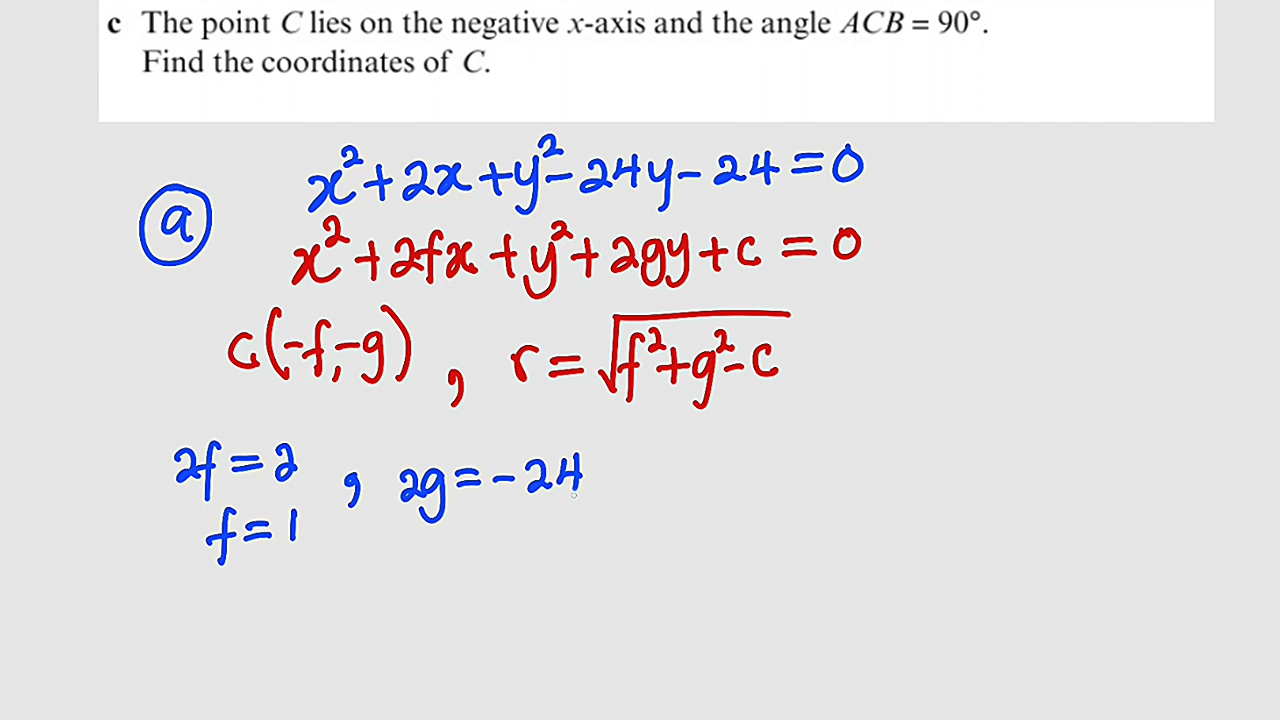 c The point C lies on the negative x-axis and the angle ACB = 90°.
Find the coordinates of C.
a
x²+2x+y²-24y-24=0
x²+2fx+y²+2gy+c=0
c(-f,-g), r=√f²+g²-c
2f=2, 2g=-24
f=1